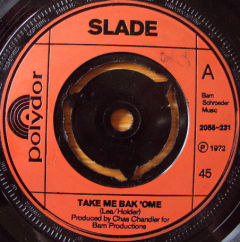 SLADE
polydor
A
Barn
Schroeder
Music
2058-231
Ⓟ 1972
45
TAKE ME BAK 'OME
(Lea/Holder)
Produced by Chas Chandler for
Barn Productions